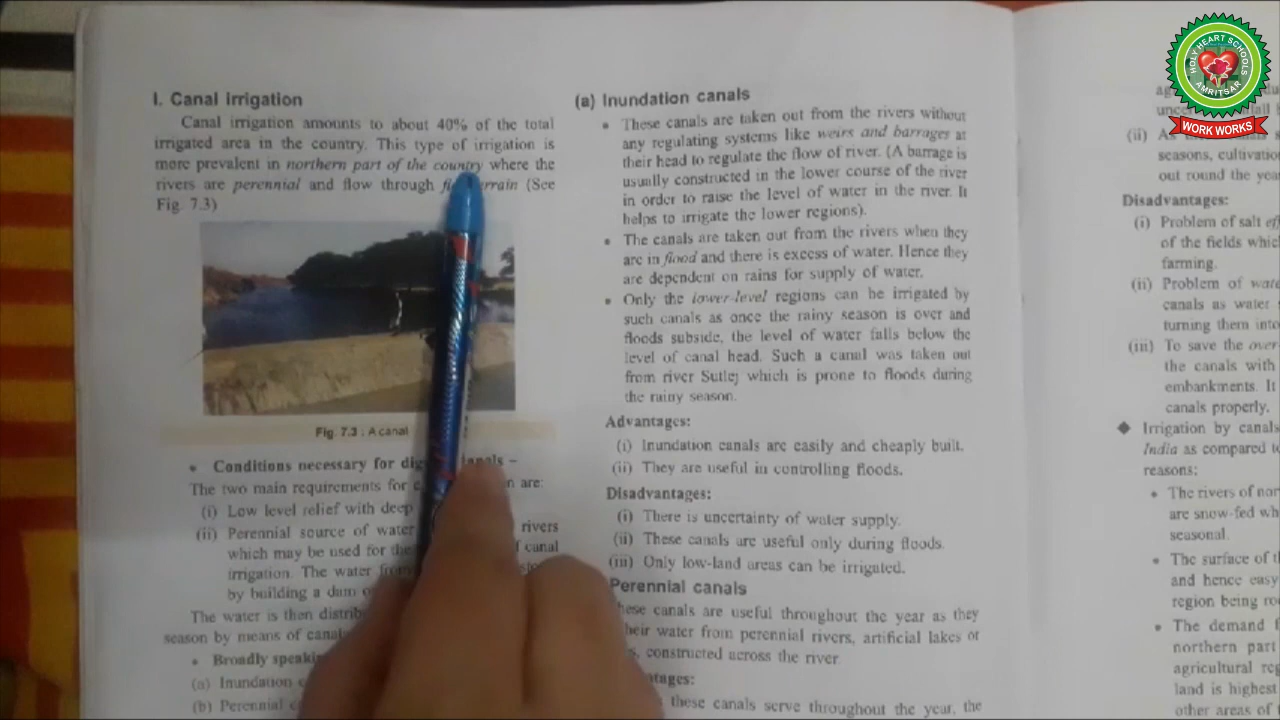 I. Canal irrigation
Canal irrigation amounts to about 40% of the total
irrigated area in the country. This type of irrigation is
more prevalent in northern part of the country where the
rivers are perennial and flow through terrain (See
Fig. 7.3)
Fig. 7.3 : A canal
• Conditions necessary for
The two main requirements for are:
(i) Low level relief with deep
(ii) Perennial source of water rivers
which may be used for the canal
irrigation. The water from
by building a dam
The water is then
season by means of
• Broadly
(a) Inundation
(b) Perennial
(a) Inundation canals
• These canals are taken out from the rivers without
any regulating systems like weirs and barrages at
their head to regulate the flow of river. (A barrage is
usually constructed in the lower course of the river
in order to raise the level of water in the river. It
helps to irrigate the lower regions).
• The canals are taken out from the rivers when they
are in flood and there is excess of water. Hence they
are dependent on rains for supply of water.
• Only the lower-level regions can be irrigated by
such canals as once the rainy season is over and
floods subside, the level of water falls below the
level of canal head. Such a canal was taken out
from river Sutlej which is prone to floods during
the rainy season.
Advantages:
(i) Inundation canals are easily and cheaply built.
(ii) They are useful in controlling floods.
Disadvantages:
(i) There is uncertainty of water supply.
(ii) These canals are useful only during floods.
(iii) Only low-land areas can be irrigated.
Perennial canals
canals are useful throughout the year as they
water from perennial rivers, artificial lakes or
constructed across the river
these canals serve throughout the year, the
(ii)
seasons,
out round the
Disadvantages:
(i) Problem of salt
of the fields
farming.
(ii) Problem of
canals as water
turning them into
(iii) To save the
the canals with
embankments. It
canals properly.
◆ Irrigation by canals
India as compared
reasons:
• The rivers of
are snow-fed
seasonal.
• The surface of
and hence easy
region being
• The demand
northern part
agricultural
land is highest
other areas of
HOLY HEART SCHOOLS
AMRITSAR
WORK WORKS